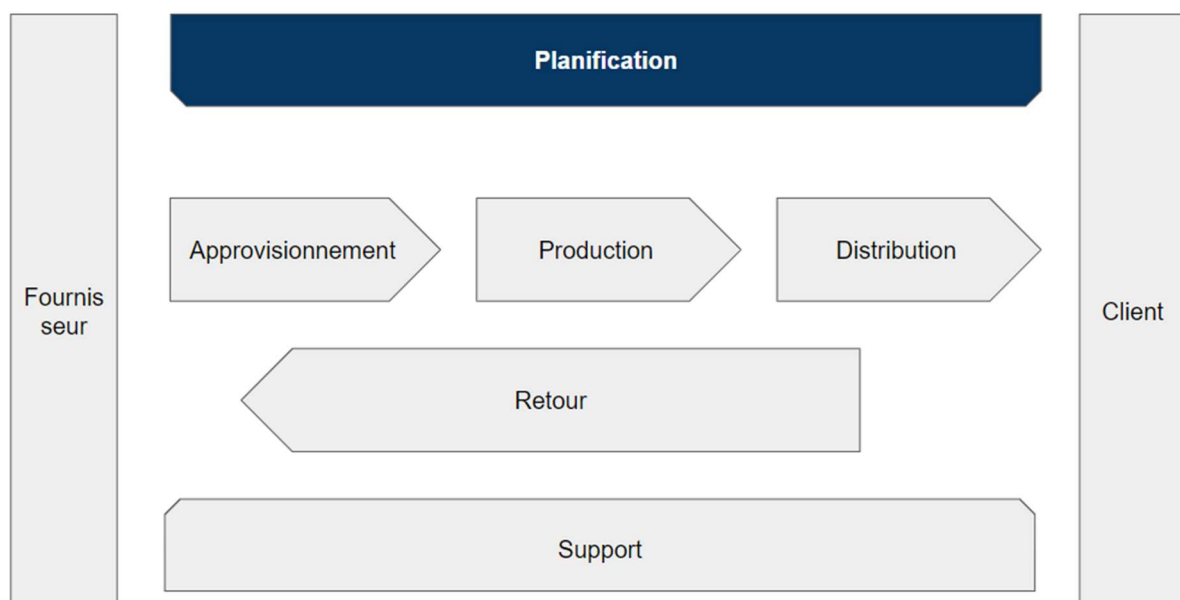 Planification
Approvisionnement
Production
Distribution
Fournis
seur
Client
Retour
Support